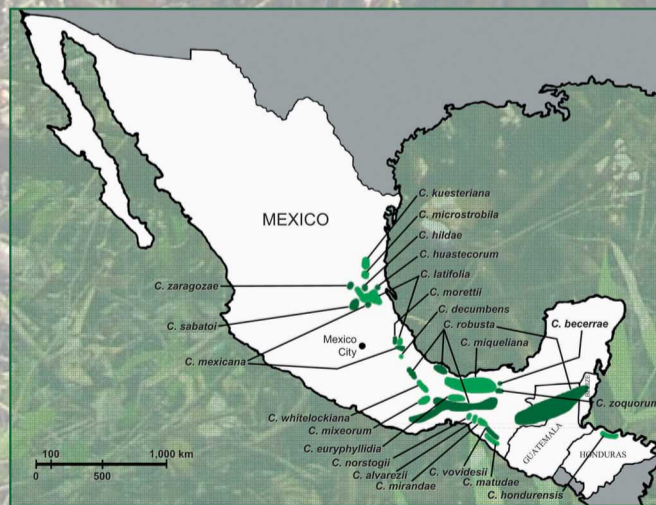 C. kuesteriana
C. microstrobila
MEXICO
C. hildae
C. huastecorum
C. latifolia
C. zaragozae
C. morettii
C. decumbens
C. sabatoi
C. robusta
C. becerrae
Mexico
City
C. miqueliana
C. mexicana
C. zoquorum
C. whitelockiana
C. mixeorum
C. euryphyllidia
GUATEMALA
HONDURAS
C. norstogii
C. alvarezii
C. vovidesii
C. mirandae
C. matudae
C. hondurensis
100
1,000 km
0
500